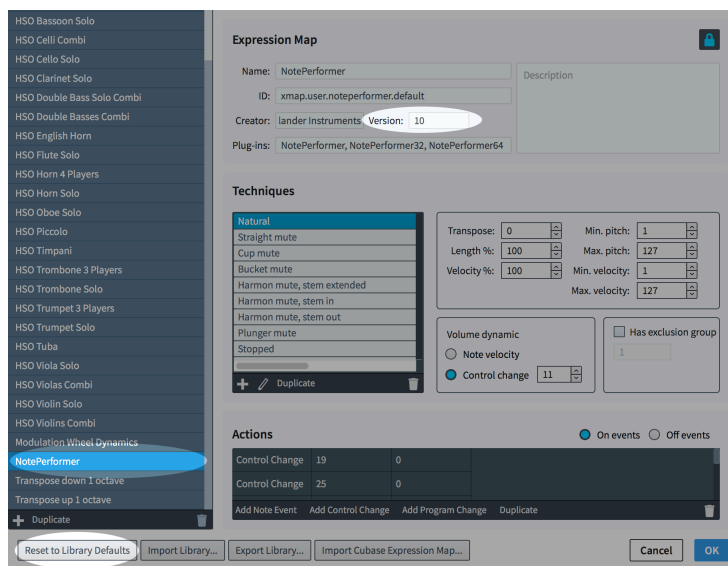 HSO Bassoon Solo
HSO Celli Combi
HSO Cello Solo
HSO Clarinet Solo
HSO Double Bass Solo Combi
HSO Double Basses Combi
HSO English Horn
HSO Flute Solo
HSO Horn 4 Players
HSO Horn Solo
HSO Oboe Solo
HSO Piccolo
HSO Timpani
HSO Trombone 3 Players
HSO Trombone Solo
HSO Trumpet 3 Players
HSO Trumpet Solo
HSO Tuba
HSO Viola Solo
HSO Violas Combi
HSO Violin Solo
HSO Violins Combi
Modulation Wheel Dynamics
NotePerformer
Transpose down 1 octave
Transpose up 1 octave
Duplicate
Expression Map
Name: NotePerformer
Description
ID: xmap.user.noteperformer.default
Creator: lander Instruments Version: 10
Plug-ins: NotePerformer, NotePerformer32, NotePerformer64
Techniques
Natural
Straight mute
Cup mute
Bucket mute
Harmon mute, stem extended
Harmon mute, stem in
Harmon mute, stem out
Plunger mute
Stopped
Duplicate
Transpose: 0 Min. pitch: 1
Length %: 100 Max. pitch: 127
Velocity %: 100 Min. velocity: 1
Max. velocity: 127
Volume dynamic
Note velocity
Control change 11
Has exclusion group
1
Actions
On events Off events
Control Change 19 0
Control Change 25 0
Add Note Event Add Control Change Add Program Change Duplicate
Reset to Library Defaults Import Library... Export Library... Import Cubase Expression Map... Cancel OK